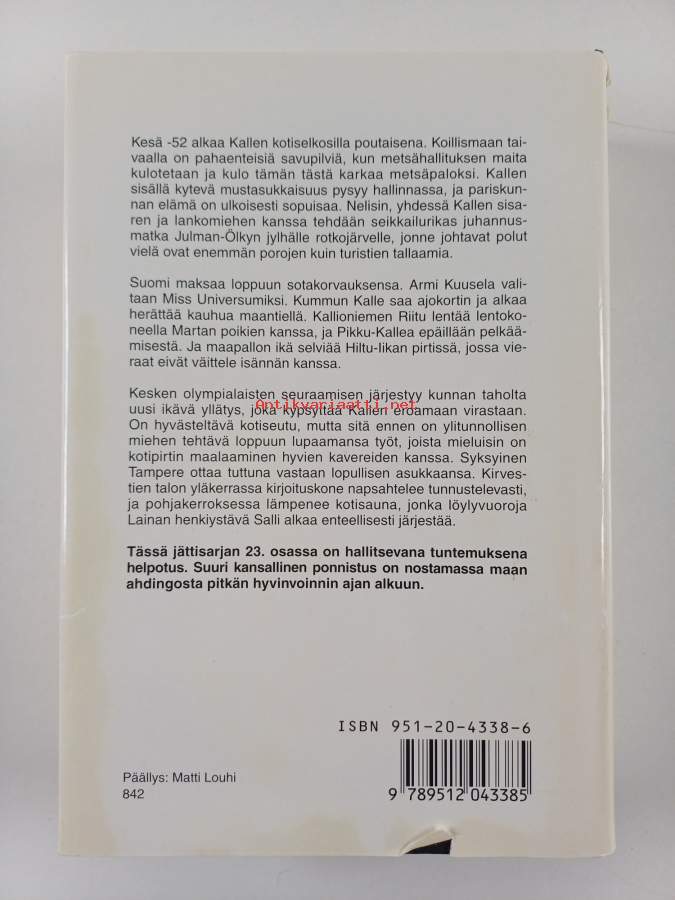 Kesä -52 alkaa Kallen kotiselkosilla poutaisena. Koillismaan tai-
vaalla on pahaenteisiä savupilviä, kun metsähallituksen maita
kulotetaan ja kulo tämän tästä karkaa metsäpaloksi. Kallen
sisällä kytevä mustasukkaisuus pysyy hallinnassa, ja pariskun-
nan elämä on ulkoisesti sopuisaa. Nelisin, yhdessä Kallen sisa-
ren ja lankomiehen kanssa tehdään seikkailurikas juhannus-
matka Julman-Ölkyn jylhälle rotkojärvelle, jonne johtavat polut
vielä ovat enemmän porojen kuin turistien tallaamia.
Suomi maksaa loppuun sotakorvauksensa. Armi Kuusela vali-
taan Miss Universumiksi. Kummun Kalle saa ajokortin ja alkaa
herättää kauhua maantiellä. Kallioniemen Riitu lentää lentoko-
neella Martan poikien kanssa, ja Pikku-Kallea epäillään pelkää-
misestä. Ja maapallon ikä selviää Hiltu-Iikan pirtissä, jossa vie-
raat eivät väittele isännän kanssa.
Kesken olympialaisten seuraamisen järjestyy kunnan taholta
uusi ikävä yllätys, joka kypsyttää Kallen eroamaan virastaan.
Antikvariaatti.net
On hyvästeltävä kotiseutu, mutta sitä ennen on ylitunnollisen
miehen tehtävä loppuun lupaamansa työt, joista mieluisin on
kotipirtin maalaaminen hyvien kavereiden kanssa. Syksyinen
Tampere ottaa tuttuna vastaan lopullisen asukkaansa. Kirves-
tien talon yläkerrassa kirjoituskone napsahtelee tunnustelevasti,
ja pohjakerroksessa lämpenee kotisauna, jonka löylyvuoroja
Lainan henkiystävä Salli alkaa enteellisesti järjestää.
Tässä jättisarjan 23. osassa on hallitsevana tuntemuksena
helpotus. Suuri kansallinen ponnistus on nostamassa maan
ahdingosta pitkän hyvinvoinnin ajan alkuun.
ISBN 951-20-4338-6
Päällys: Matti Louhi
842
9 789512 043385